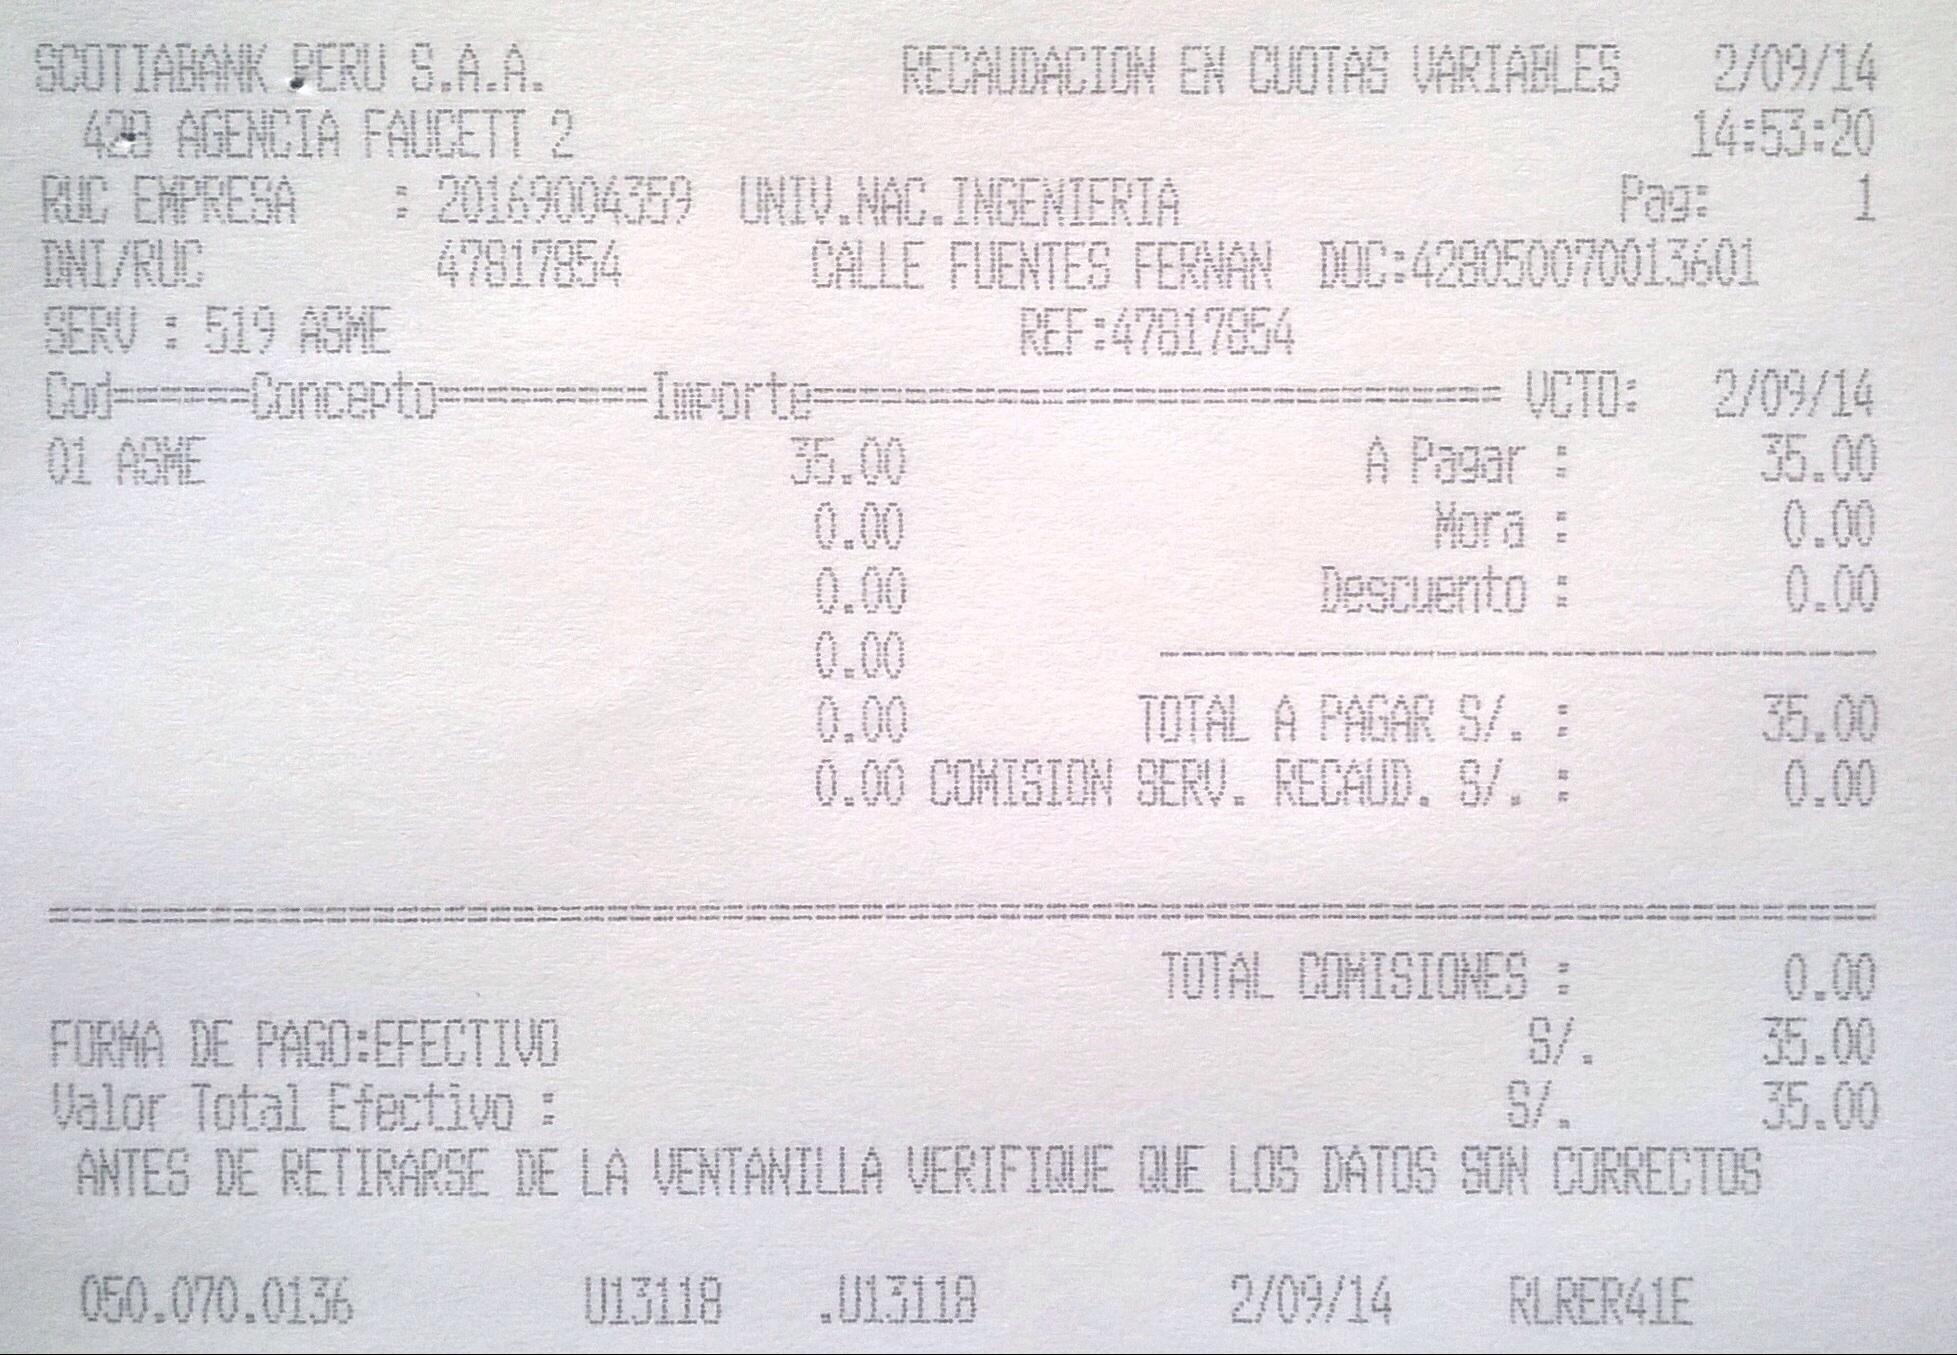 SCOTIABANK PERU S.A.A. RECAUDACION EN CUOTAS VARIABLES 2/09/14
428 AGENCIA FAUCETT 2 14:53:20
RUC EMPRESA : 20169004359 UNIV.NAC.INGENIERIA Pag: 1
DNI/RUC 47817854 CALLE FUENTES FERNAN DOC:428050070013601
SERV : 519 ASME REF:47817854
Cod======Concepto=========Importe============================== VCTO: 2/09/14
01 ASME 35.00 A Pagar : 35.00
0.00 Mora : 0.00
0.00 Descuento : 0.00
0.00 --------------------------------
0.00 TOTAL A PAGAR S/. : 35.00
0.00 COMISION SERV. RECAUD. S/. : 0.00
================================================================================
TOTAL COMISIONES : 0.00
FORMA DE PAGO:EFECTIVO S/. 35.00
Valor Total Efectivo : S/. 35.00
ANTES DE RETIRARSE DE LA VENTANILLA VERIFIQUE QUE LOS DATOS SON CORRECTOS
050.070.0136 U13118 .U13118 2/09/14 RLRER41E